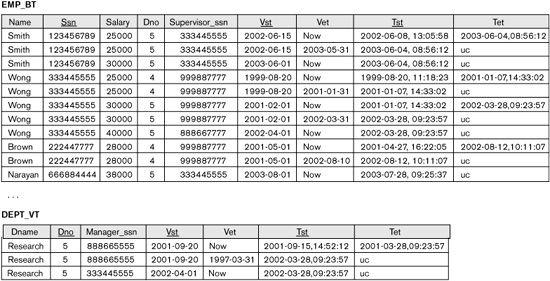 EMP_BT
Name Ssn Salary Dno Supervisor_ssn Vst Vet Tst Tet
Smith 123456789 25000 5 333445555 2002-06-15 Now 2002-06-08, 13:05:58 2003-06-04,08:56:12
Smith 123456789 25000 5 333445555 2002-06-15 2003-05-31 2003-06-04, 08:56:12 uc
Smith 123456789 30000 5 333445555 2003-06-01 Now 2003-06-04, 08:56:12 uc
Wong 333445555 25000 4 999887777 1999-08-20 Now 1999-08-20, 11:18:23 2001-01-07,14:33:02
Wong 333445555 25000 4 999887777 1999-08-20 2001-01-31 2001-01-07, 14:33:02 uc
Wong 333445555 30000 5 999887777 2001-02-01 Now 2001-01-07, 14:33:02 2002-03-28,09:23:57
Wong 333445555 30000 5 999887777 2001-02-01 2002-03-31 2002-03-28, 09:23:57 uc
Wong 333445555 40000 5 888667777 2002-04-01 Now 2002-03-28, 09:23:57 uc
Brown 222447777 28000 4 999887777 2001-05-01 Now 2001-04-27, 16:22:05 2002-08-12,10:11:07
Brown 222447777 28000 4 999887777 2001-05-01 2002-08-10 2002-08-12, 10:11:07 uc
Narayan 666884444 38000 5 333445555 2003-08-01 Now 2003-07-28, 09:25:37 uc
...
DEPT_VT
Dname Dno Manager_ssn Vst Vet Tst Tet
Research 5 888665555 2001-09-20 Now 2001-09-15,14:52:12 2001-03-28,09:23:57
Research 5 888665555 2001-09-20 1997-03-31 2002-03-28,09:23:57 uc
Research 5 333445555 2002-04-01 Now 2002-03-28,09:23:57 uc